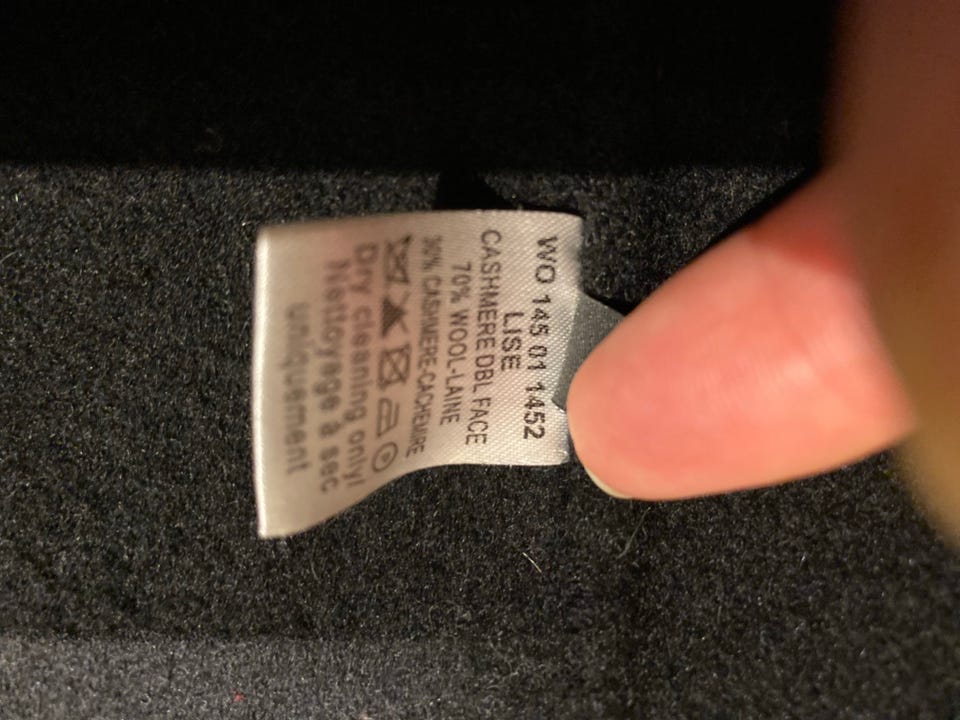 WO 145 01 1452
LISE
CASHMERE DBL FACE
70% WOOL-LAINE
30% CASHMERE-CACHEMIRE
Dry cleaning only!
Nettoyage à sec
uniquement